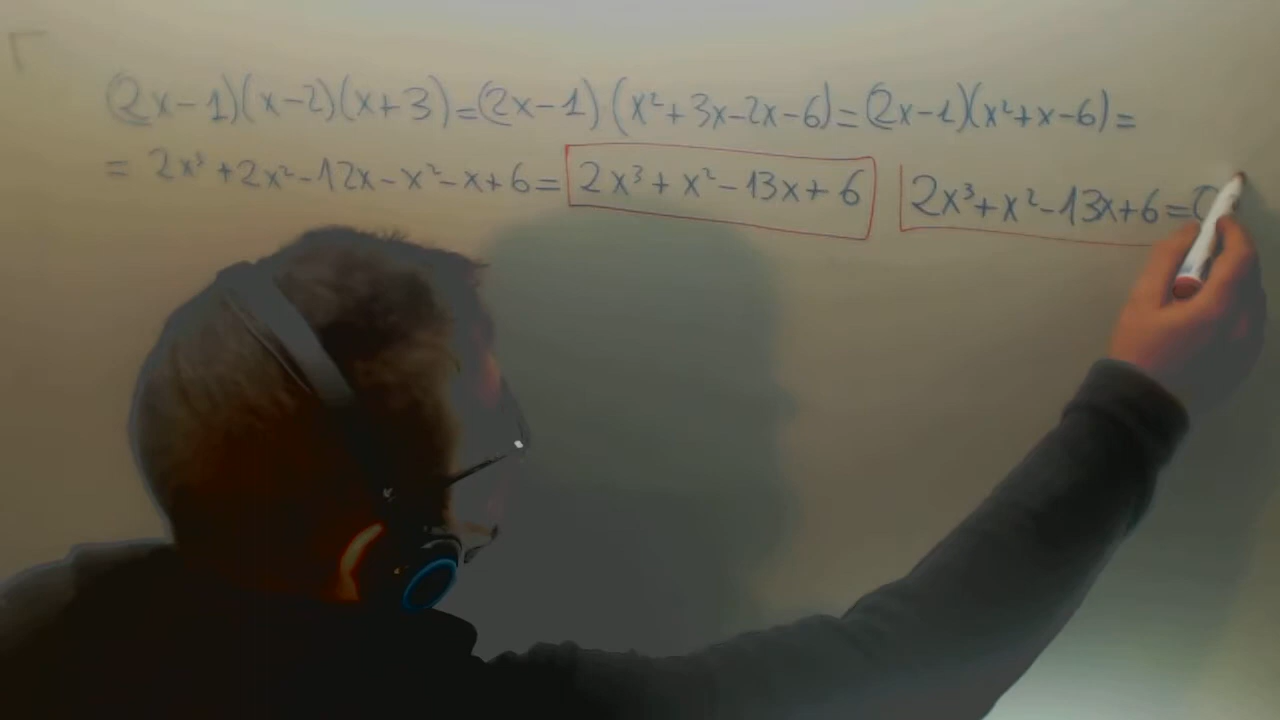 (2x-1)(x-2)(x+3)=(2x-1)(x²+3x-2x-6)=(2x-1)(x²+x-6)=
= 2x³+2x²-12x-x²-x+6= 2x³+x²-13x+6 2x³+x²-13x+6=0